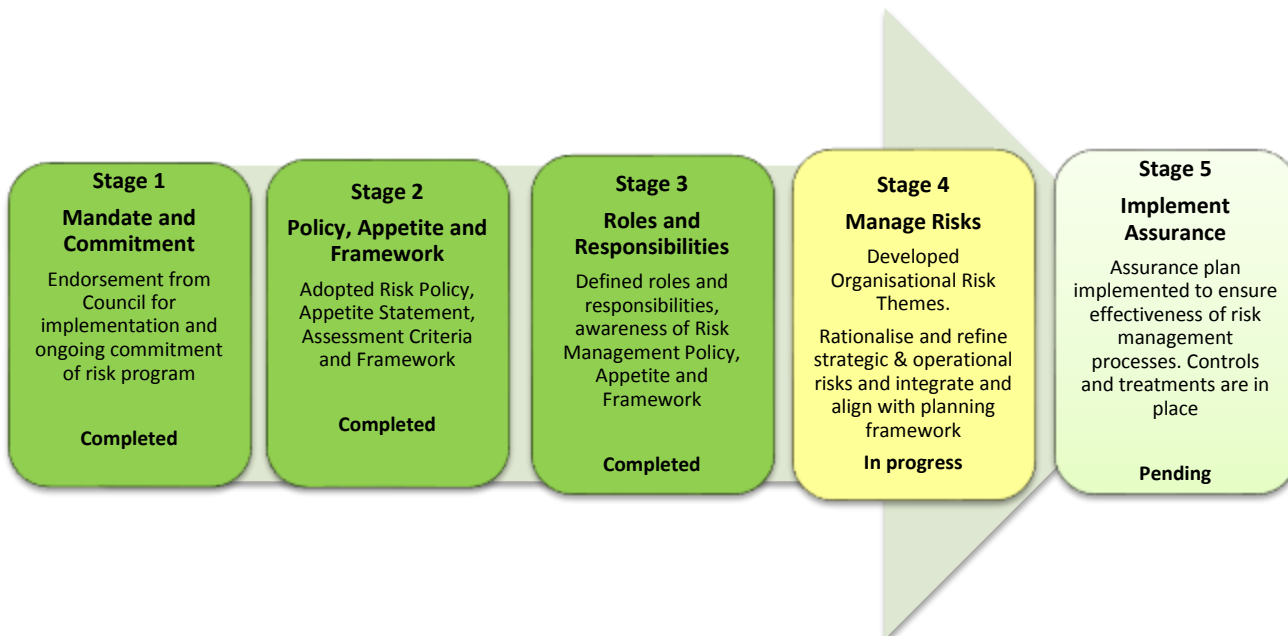 Stage 1
Mandate and
Commitment
Endorsement from
Council for
implementation and
ongoing commitment
of risk program
Completed
Stage 2
Policy, Appetite and
Framework
Adopted Risk Policy,
Appetite Statement,
Assessment Criteria
and Framework
Completed
Stage 3
Roles and
Responsibilities
Defined roles and
responsibilities,
awareness of Risk
Management Policy,
Appetite and
Framework
Completed
Stage 4
Manage Risks
Developed
Organisational Risk
Themes.
Rationalise and refine
strategic & operational
risks and integrate and
align with planning
framework
In progress
Stage 5
Implement
Assurance
Assurance plan
implemented to ensure
effectiveness of risk
management
processes. Controls
and treatments are in
place
Pending